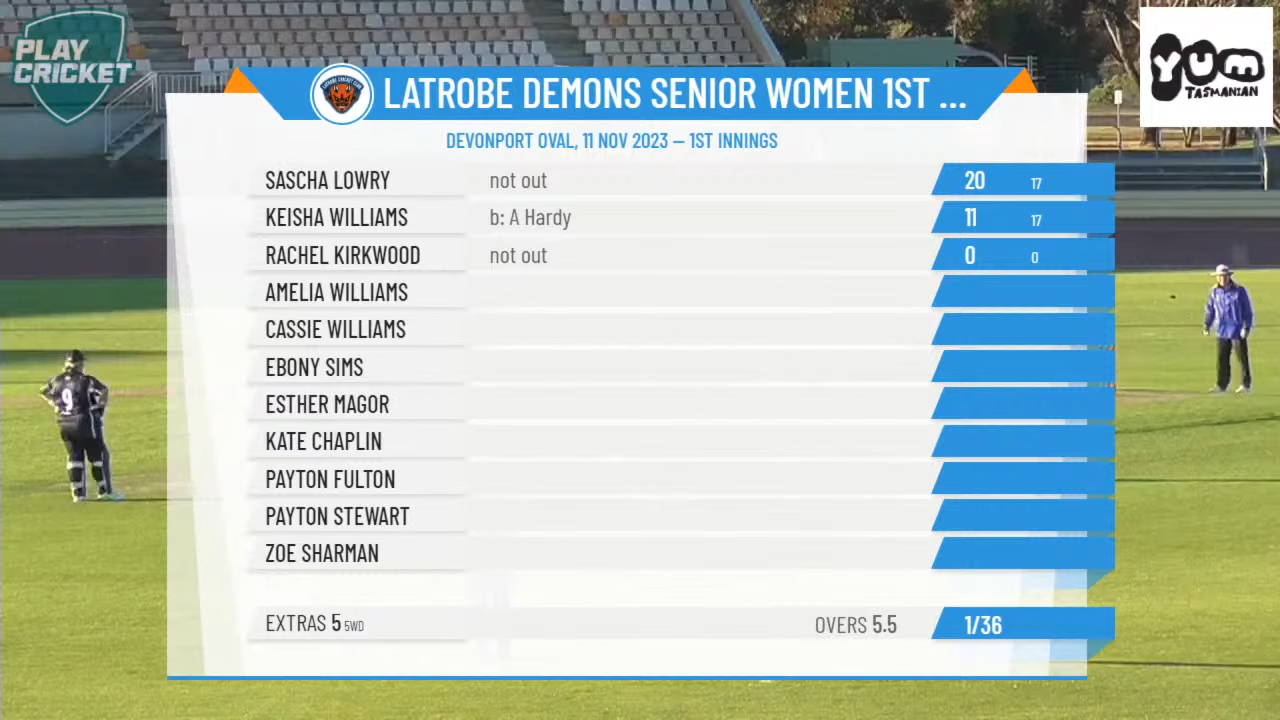 PLAY
CRICKET
YUM
TASMANIAN
LATROBE DEMONS SENIOR WOMEN 1ST ...
DEVONPORT OVAL, 11 NOV 2023 – 1ST INNINGS
SASCHA LOWRY not out 20 17
KEISHA WILLIAMS b: A Hardy 11 17
RACHEL KIRKWOOD not out 0 0
AMELIA WILLIAMS
CASSIE WILLIAMS
EBONY SIMS
ESTHER MAGOR
KATE CHAPLIN
PAYTON FULTON
PAYTON STEWART
ZOE SHARMAN
EXTRAS 5 5WD OVERS 5.5 1/36
9